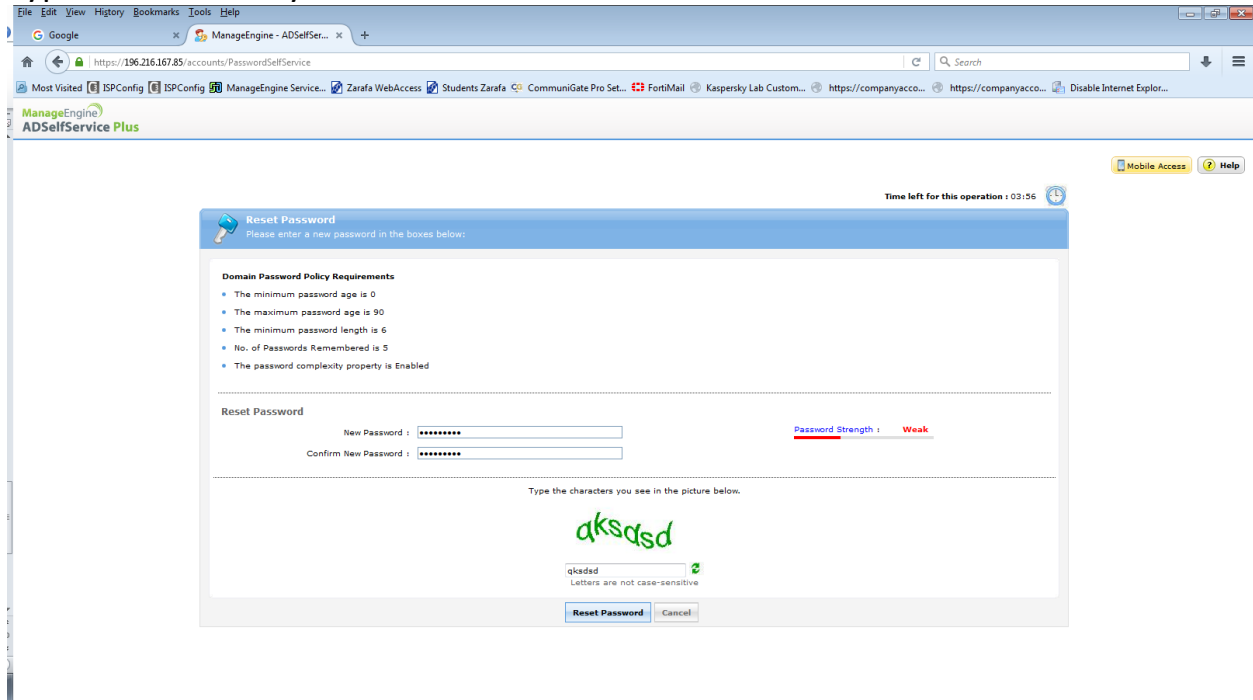 File Edit View History Bookmarks Tools Help
Google × ManageEngine - ADSelfSer... × +
https://196.216.167.85/accounts/PasswordSelfService Search
Most Visited ISPConfig ISPConfig ManageEngine Service... Zarafa WebAccess Students Zarafa CommuniGate Pro Set... FortiMail Kaspersky Lab Custom... https://companyacco... https://companyacco... Disable Internet Explor...
ManageEngine
ADSelfService Plus
Mobile Access ? Help
Time left for this operation : 03:56
Reset Password
Please enter a new password in the boxes below:
Domain Password Policy Requirements
• The minimum password age is 0
• The maximum password age is 90
• The minimum password length is 6
• No. of Passwords Remembered is 5
• The password complexity property is Enabled
Reset Password
New Password : ••••••••• Password Strength : Weak
Confirm New Password : •••••••••
Type the characters you see in the picture below.
qksdsd
Letters are not case-sensitive
Reset Password Cancel